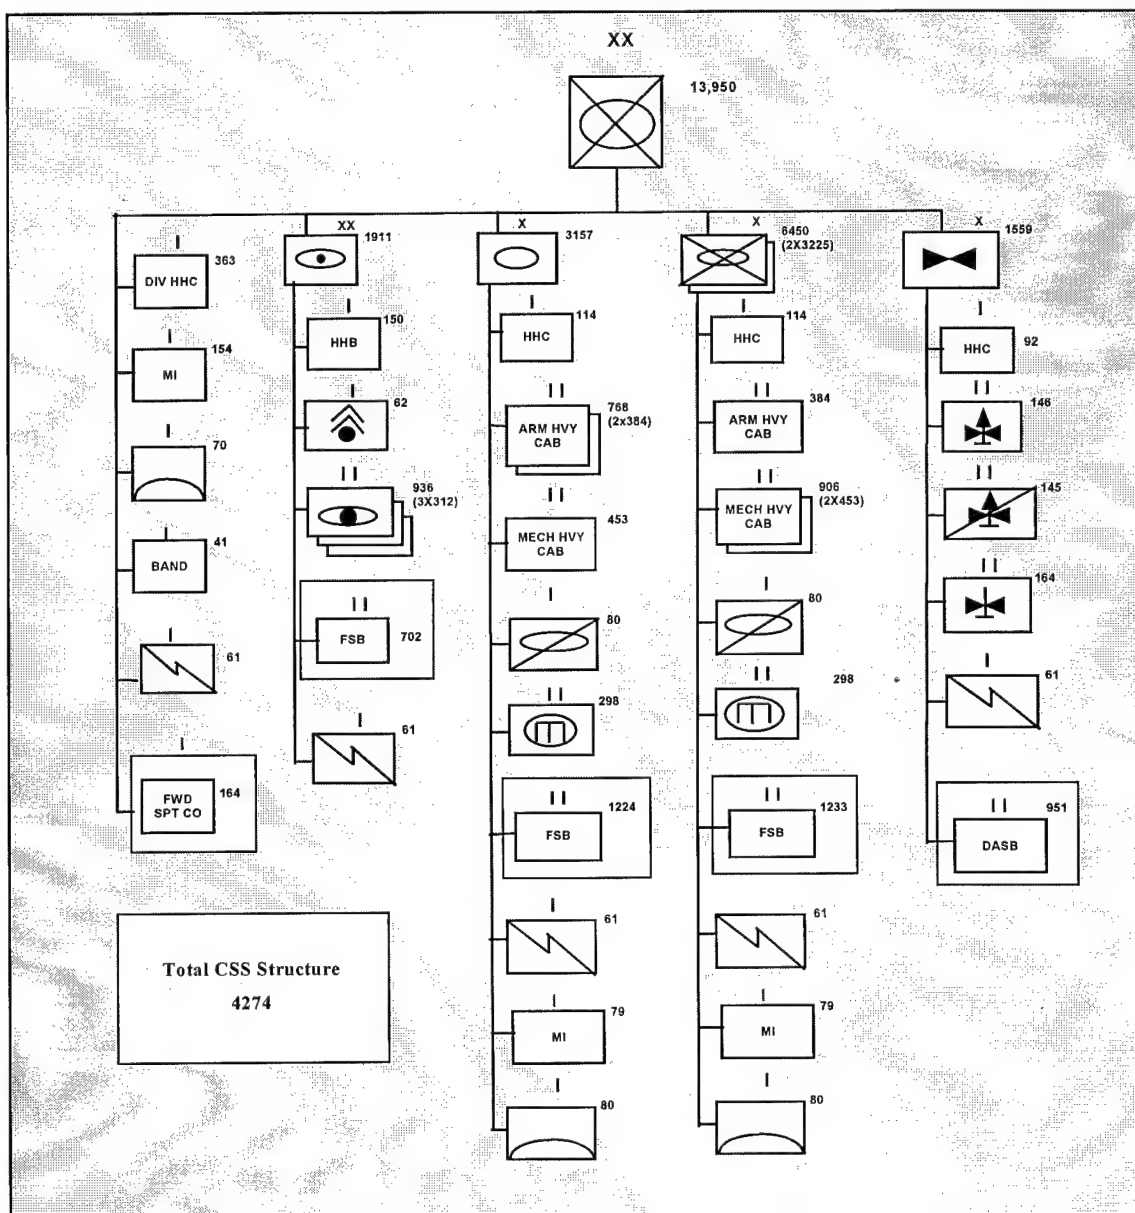 XX
13,950
I
363
DIV HHC
I
154
MI
I
70
I
41
BAND
I
61
I
164
FWD
SPT CO
XX
1911
I
150
HHB
I
62
II
936
(3X312)
II
FSB
702
I
61
X
3157
I
114
HHC
II
768
(2x384)
ARM HVY
CAB
II
453
MECH HVY
CAB
I
80
II
298
II
1224
FSB
I
61
I
79
MI
I
80
X
6450
(2X3225)
I
114
HHC
II
384
ARM HVY
CAB
II
906
(2X453)
MECH HVY
CAB
I
80
II
298
II
1233
FSB
I
61
I
79
MI
I
80
X
1559
I
92
HHC
II
146
II
145
II
164
I
61
II
951
DASB
Total CSS Structure
4274